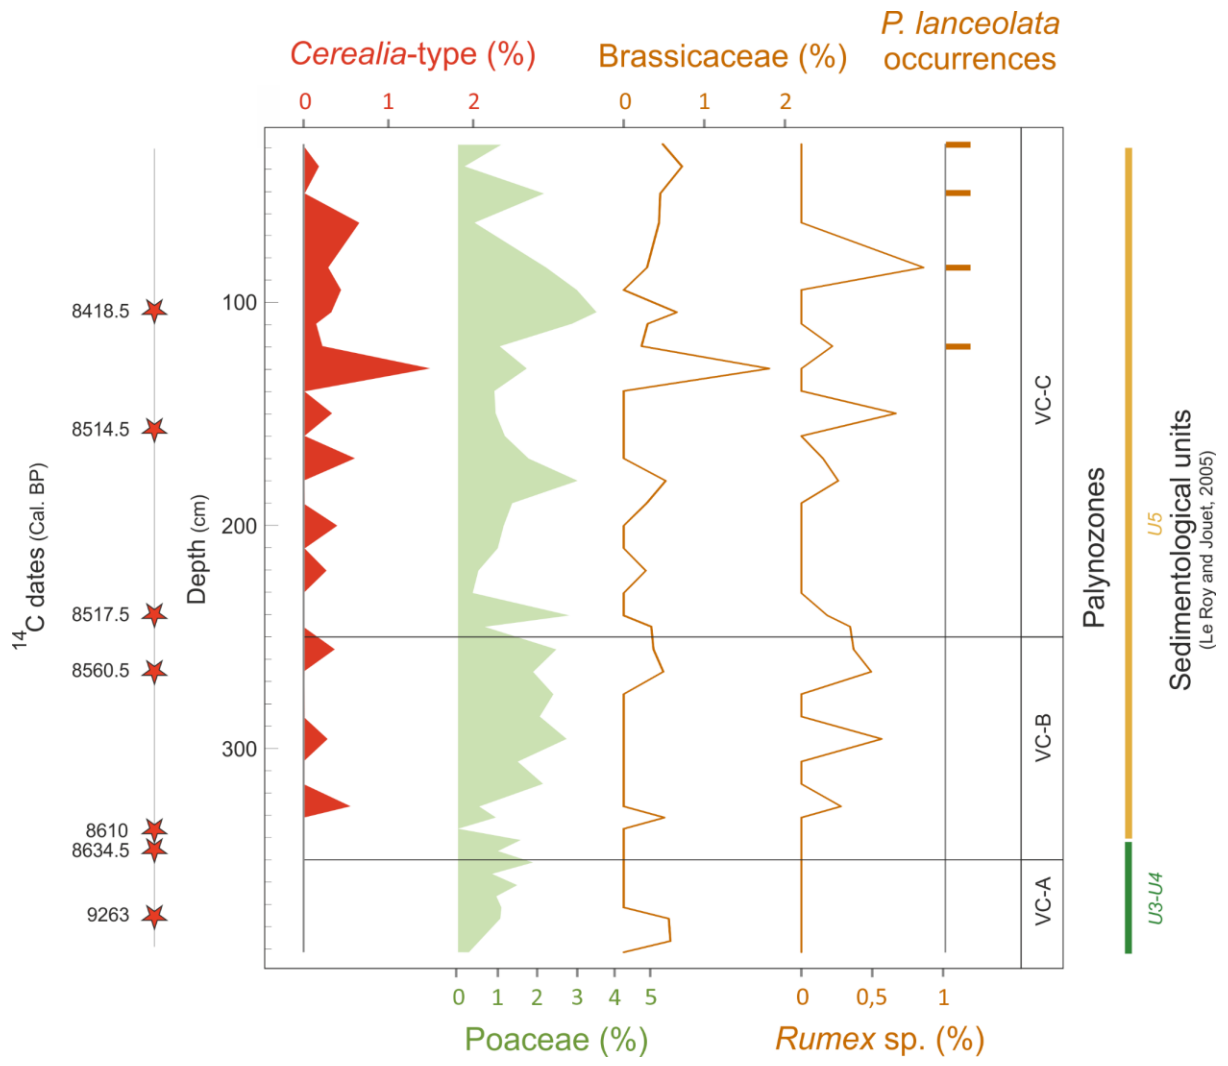 P. lanceolata
occurrences
Cerealia-type (%)
Brassicaceae (%)
0 1 2
0 1 2
14C dates (Cal. BP)
8418.5
8514.5
8517.5
8560.5
8610
8634.5
9263
Depth (cm)
100
200
300
VC-C
VC-B
VC-A
Palynozones
U5
U3-U4
Sedimentological units
(Le Roy and Jouet, 2005)
0 1 2 3 4 5
0 0,5 1
Poaceae (%)
Rumex sp. (%)